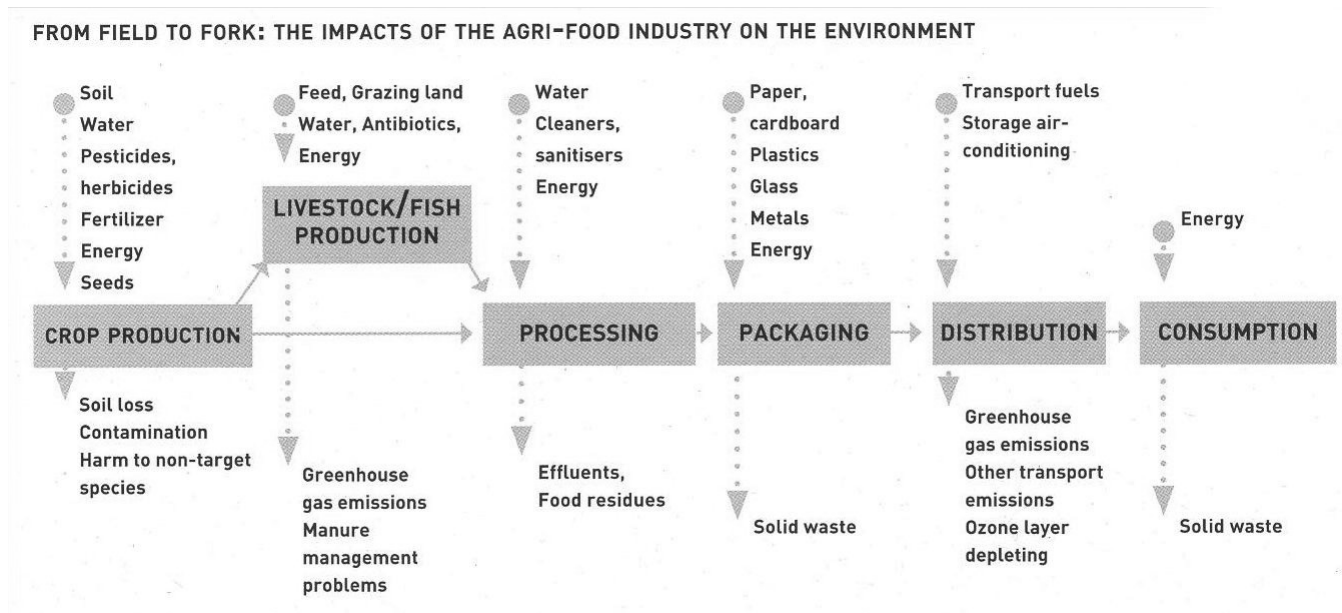 FROM FIELD TO FORK: THE IMPACTS OF THE AGRI-FOOD INDUSTRY ON THE ENVIRONMENT
Soil
Water
Pesticides,
herbicides
Fertilizer
Energy
Seeds
CROP PRODUCTION
Soil loss
Contamination
Harm to non-target
species
Feed, Grazing land
Water, Antibiotics,
Energy
LIVESTOCK/FISH
PRODUCTION
Greenhouse
gas emissions
Manure
management
problems
Water
Cleaners,
sanitisers
Energy
PROCESSING
Effluents,
Food residues
Paper,
cardboard
Plastics
Glass
Metals
Energy
PACKAGING
Solid waste
Transport fuels
Storage air-
conditioning
DISTRIBUTION
Greenhouse
gas emissions
Other transport
emissions
Ozone layer
depleting
Energy
CONSUMPTION
Solid waste